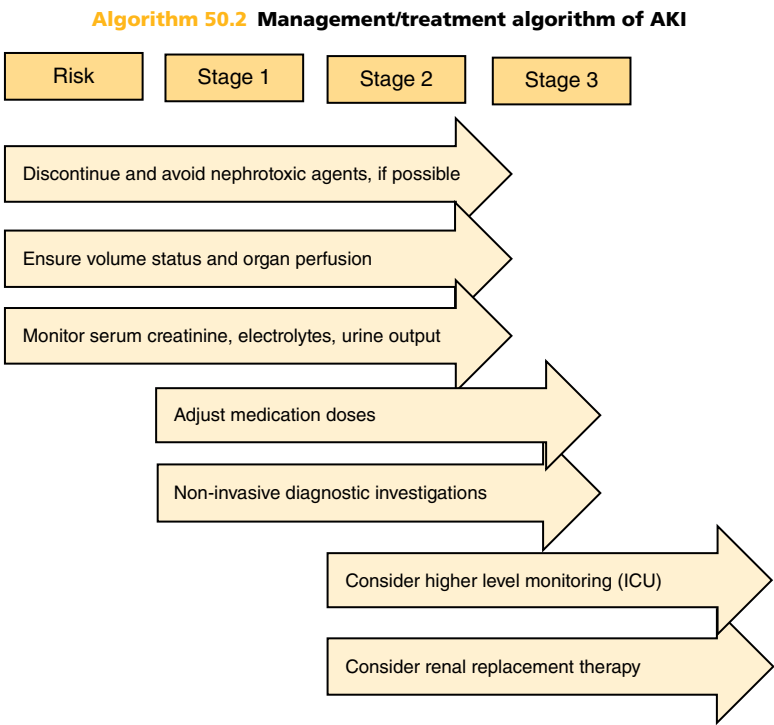 Algorithm 50.2 Management/treatment algorithm of AKI
Risk
Stage 1
Stage 2
Stage 3
Discontinue and avoid nephrotoxic agents, if possible
Ensure volume status and organ perfusion
Monitor serum creatinine, electrolytes, urine output
Adjust medication doses
Non-invasive diagnostic investigations
Consider higher level monitoring (ICU)
Consider renal replacement therapy